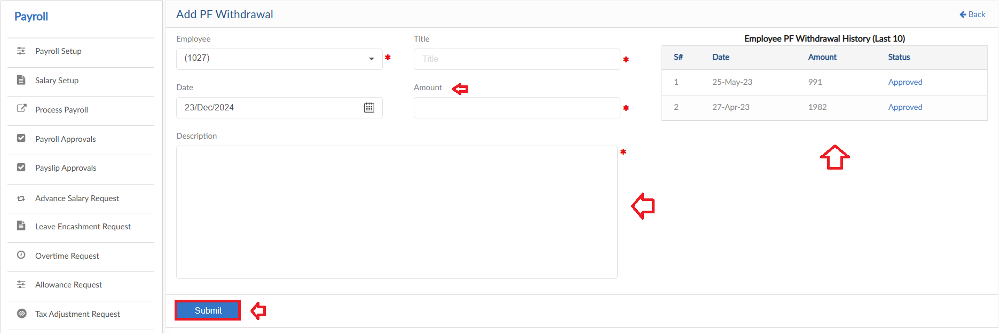 Payroll
Payroll Setup
Salary Setup
Process Payroll
Payroll Approvals
Payslip Approvals
Advance Salary Request
Leave Encashment Request
Overtime Request
Allowance Request
Tax Adjustment Request
Add PF Withdrawal
Back
Employee
(1027)
*
Title
Title
*
Date
23/Dec/2024
Amount
*
Description
*
Submit
Employee PF Withdrawal History (Last 10)
S# Date Amount Status
1 25-May-23 991 Approved
2 27-Apr-23 1982 Approved